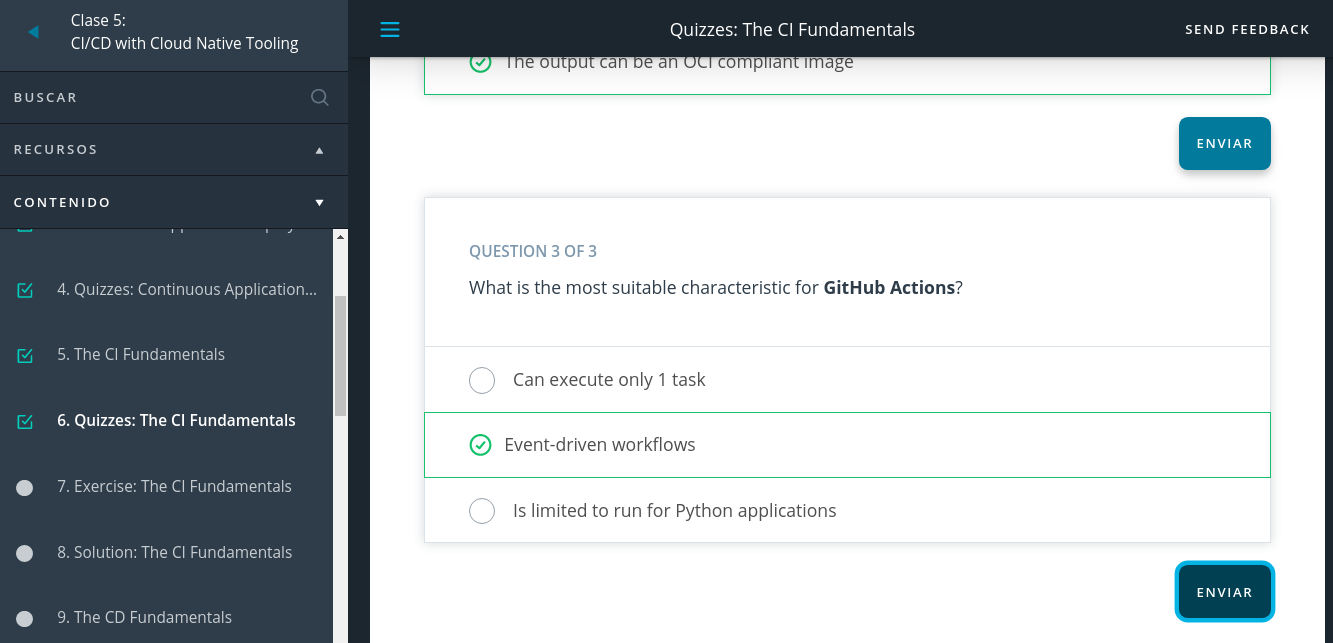 Clase 5:
CI/CD with Cloud Native Tooling
BUSCAR
RECURSOS
CONTENIDO
4. Quizzes: Continuous Application...
5. The CI Fundamentals
6. Quizzes: The CI Fundamentals
7. Exercise: The CI Fundamentals
8. Solution: The CI Fundamentals
9. The CD Fundamentals
Quizzes: The CI Fundamentals
SEND FEEDBACK
The output can be an OCI compliant image
ENVIAR
QUESTION 3 OF 3
What is the most suitable characteristic for GitHub Actions?
Can execute only 1 task
Event-driven workflows
Is limited to run for Python applications
ENVIAR